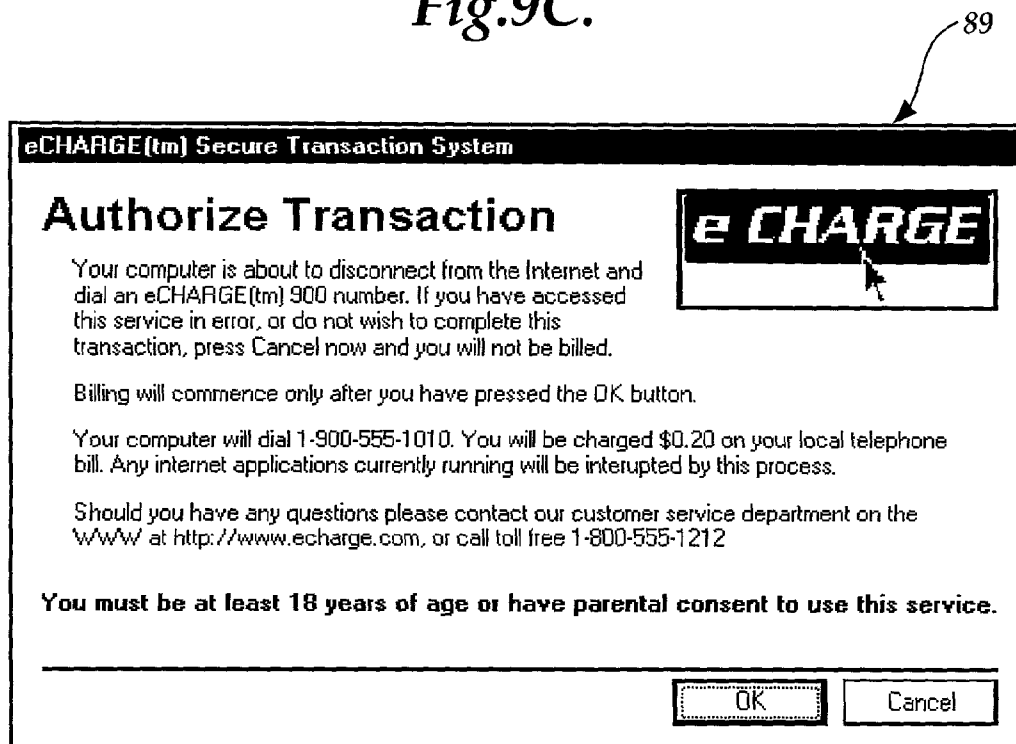 Fig.9C.
89
eCHARGE(tm) Secure Transaction System
Authorize Transaction
e CHARGE
Your computer is about to disconnect from the Internet and
dial an eCHARGE(tm) 900 number. If you have accessed
this service in error, or do not wish to complete this
transaction, press Cancel now and you will not be billed.
Billing will commence only after you have pressed the OK button.
Your computer will dial 1-900-555-1010. You will be charged $0.20 on your local telephone
bill. Any internet applications currently running will be interupted by this process.
Should you have any questions please contact our customer service department on the
WWW at http://www.echarge.com, or call toll free 1-800-555-1212
You must be at least 18 years of age or have parental consent to use this service.
OK
Cancel